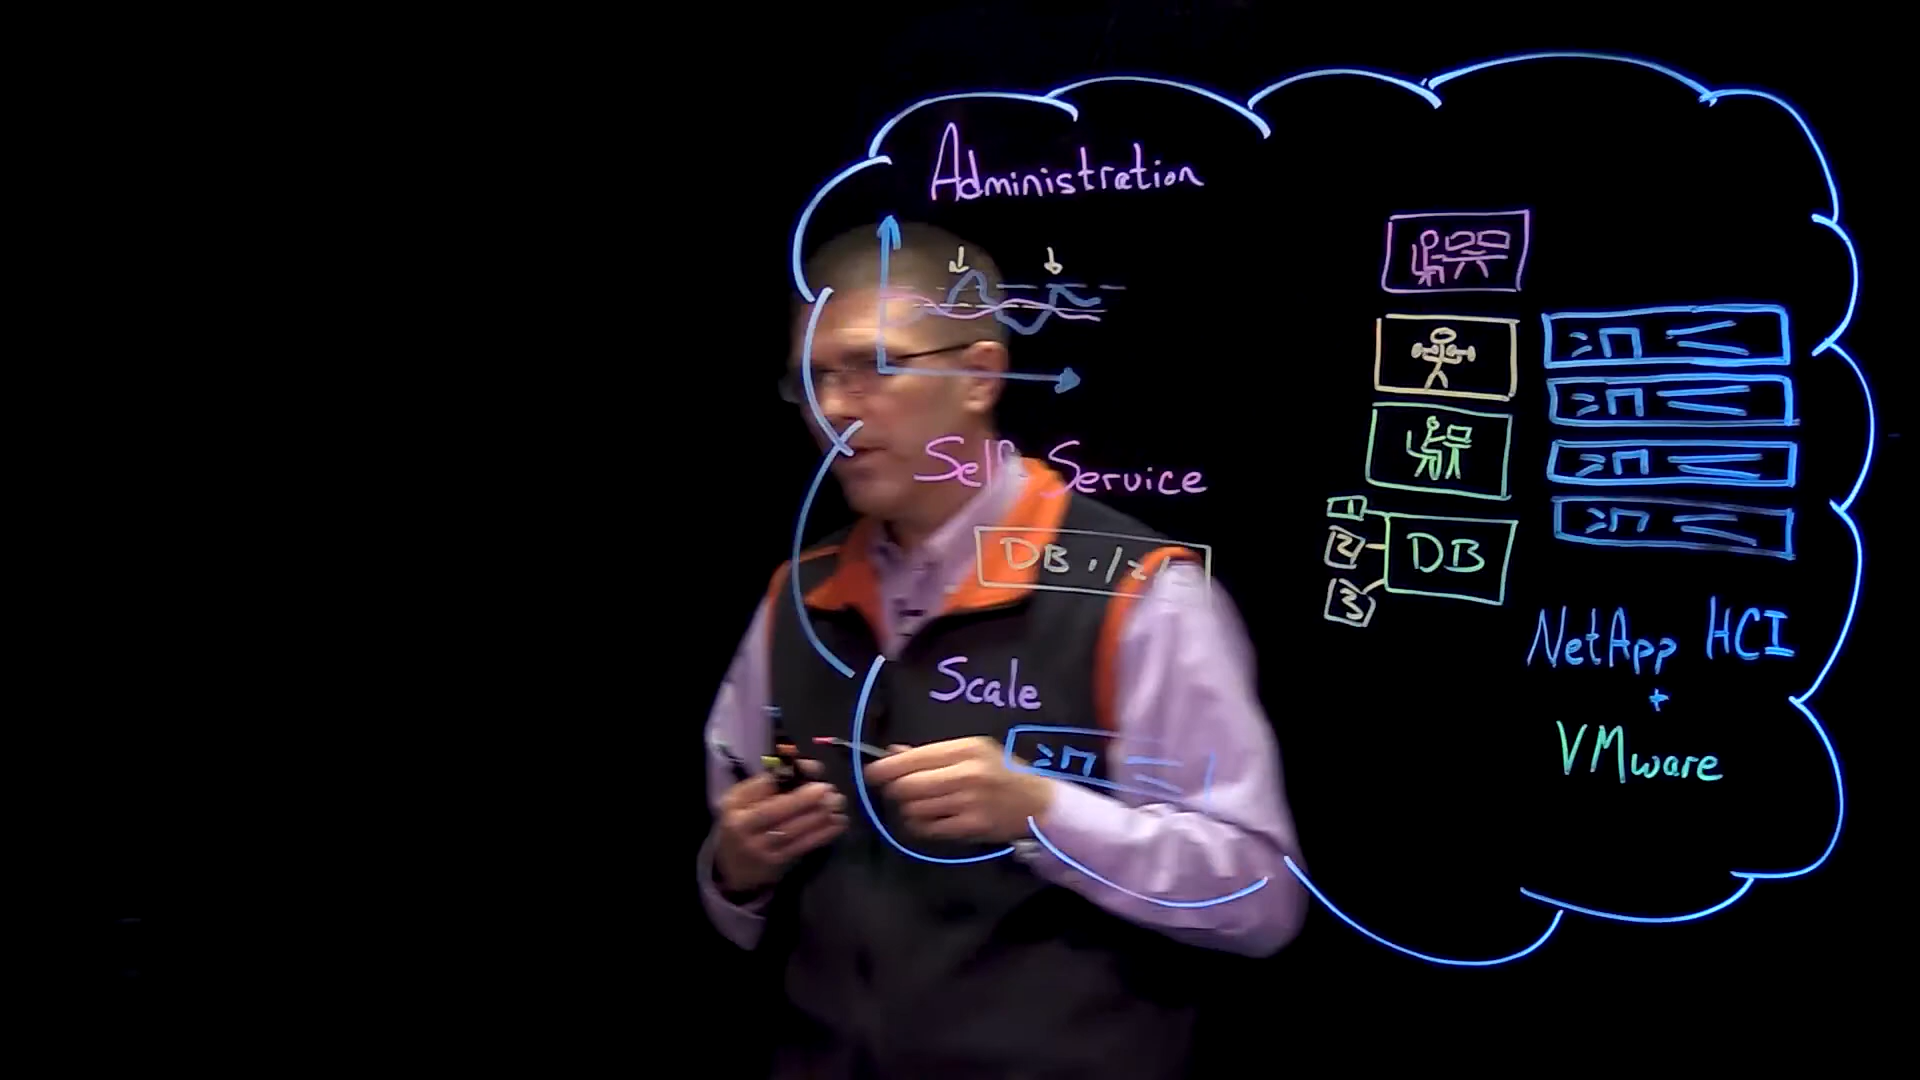 Administration
Self Service
DB 1/2/
Scale
1
2
3
DB
NetApp HCI
+
VMware